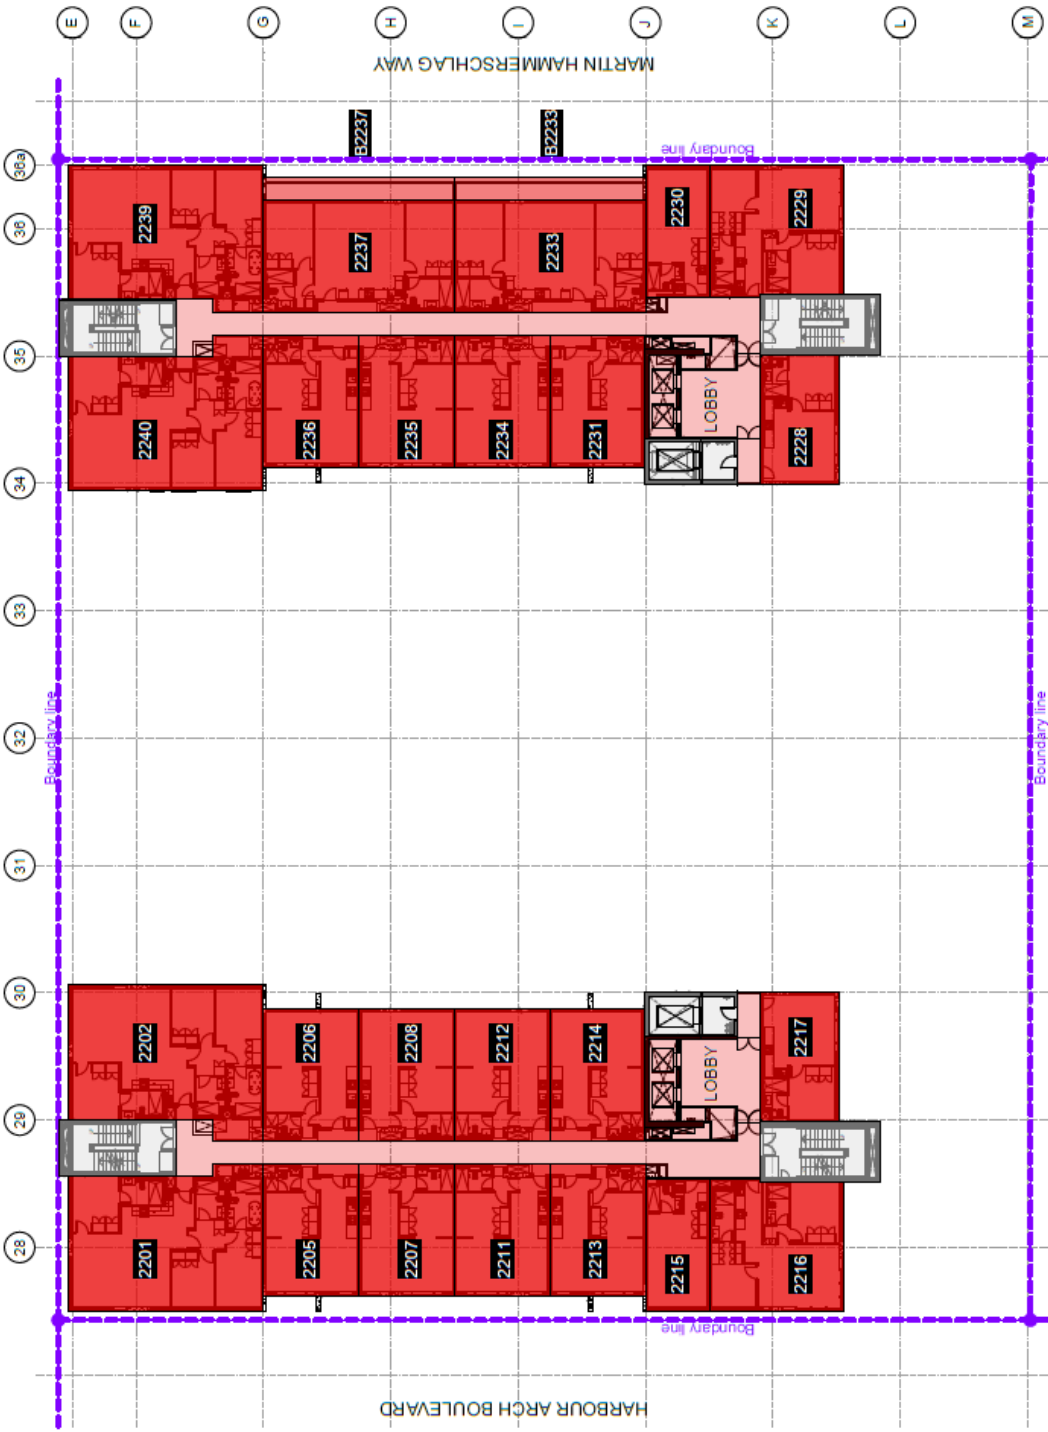 E
F
G
H
I
J
K
L
M
MARTIN HAMMERSCHLAG WAY
B2237
B2233
Boundary line
36a
2239
2230
2229
36
2237
2233
35
LOBBY
2240
2236
2235
2234
2231
2228
34
33
32
Boundary line
Boundary line
31
30
2202
2206
2208
2212
2214
2217
LOBBY
29
28
2201
2205
2207
2211
2213
2215
2216
Boundary line
HARBOUR ARCH BOULEVARD